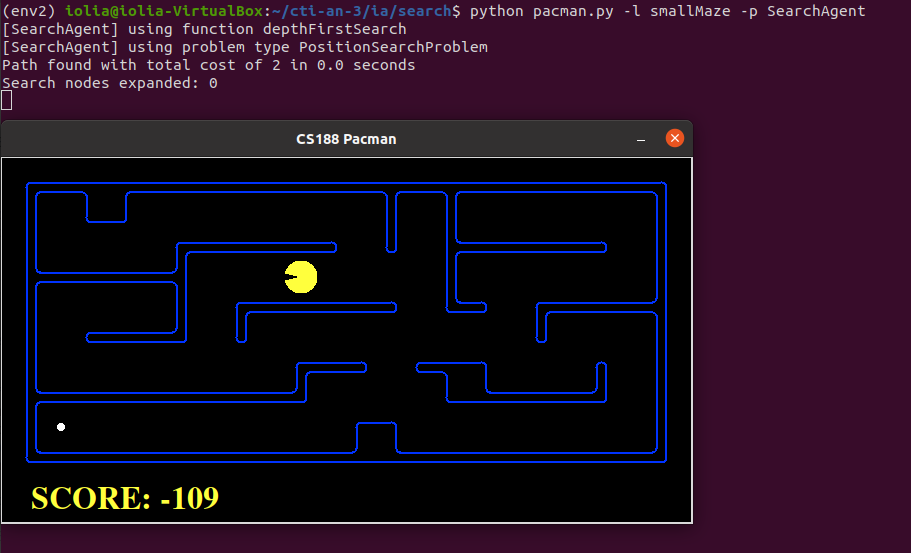 (env2) iolia@iolia-VirtualBox:~/cti-an-3/ia/search$ python pacman.py -l smallMaze -p SearchAgent
[SearchAgent] using function depthFirstSearch
[SearchAgent] using problem type PositionSearchProblem
Path found with total cost of 2 in 0.0 seconds
Search nodes expanded: 0
CS188 Pacman
SCORE: -109